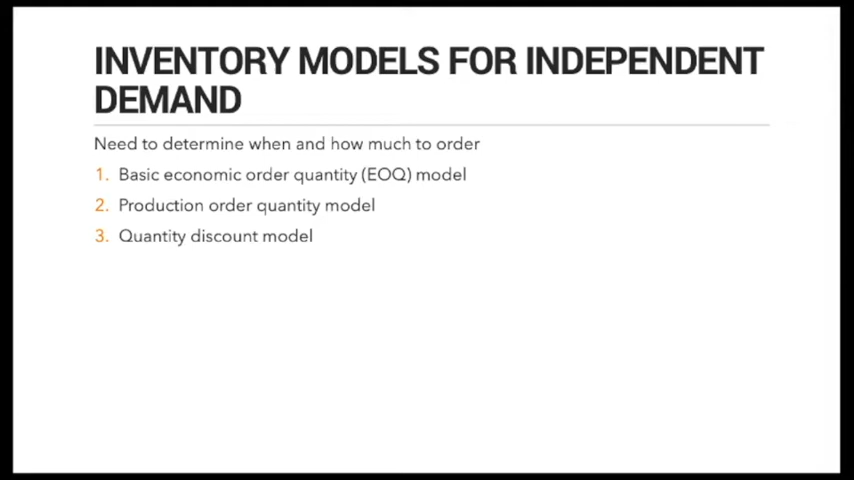 INVENTORY MODELS FOR INDEPENDENT
DEMAND
Need to determine when and how much to order
1. Basic economic order quantity (EOQ) model
2. Production order quantity model
3. Quantity discount model